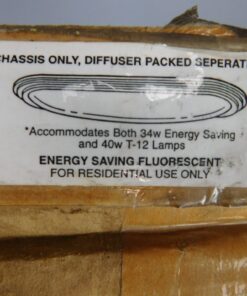 CHASSIS ONLY, DIFFUSER PACKED SEPERAT
*Accommodates Both 34w Energy Saving
and 40w T-12 Lamps
ENERGY SAVING FLUORESCENT
FOR RESIDENTIAL USE ONLY